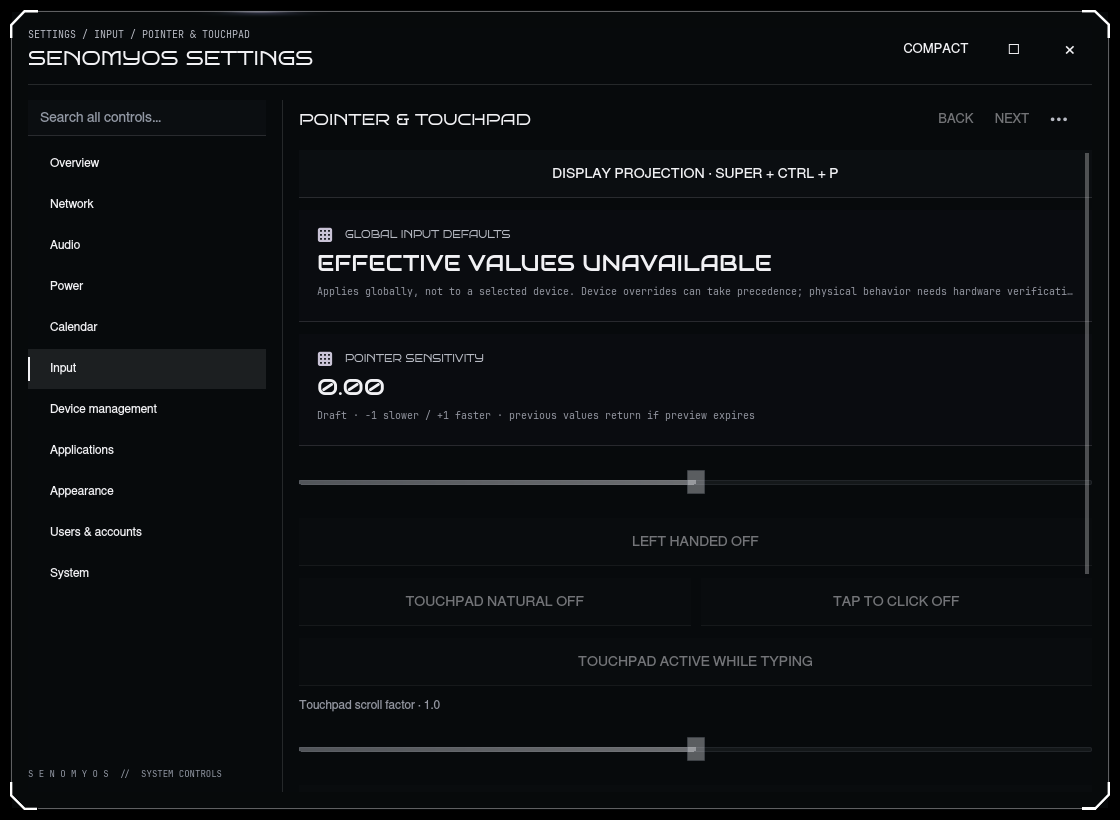 SETTINGS / INPUT / POINTER & TOUCHPAD
SENOMYOS SETTINGS
COMPACT
Search all controls...
Overview
Network
Audio
Power
Calendar
Input
Device management
Applications
Appearance
Users & accounts
System
SENOMYOS // SYSTEM CONTROLS
POINTER & TOUCHPAD
BACK NEXT
DISPLAY PROJECTION · SUPER + CTRL + P
GLOBAL INPUT DEFAULTS
EFFECTIVE VALUES UNAVAILABLE
Applies globally, not to a selected device. Device overrides can take precedence; physical behavior needs hardware verificati…
POINTER SENSITIVITY
0.00
Draft · -1 slower / +1 faster · previous values return if preview expires
LEFT HANDED OFF
TOUCHPAD NATURAL OFF
TAP TO CLICK OFF
TOUCHPAD ACTIVE WHILE TYPING
Touchpad scroll factor · 1.0